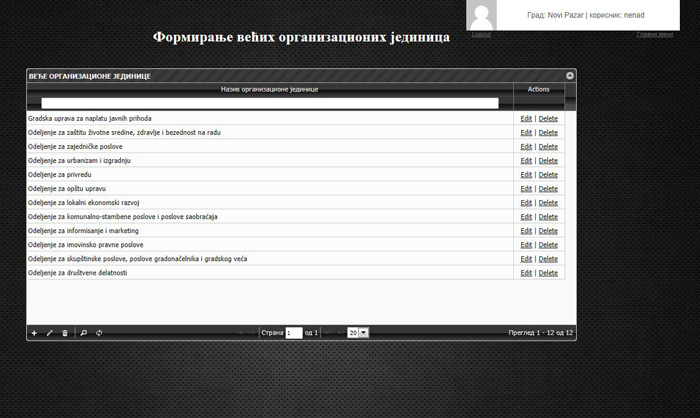 Град: Novi Pazar | корисник: nenad
Logout
Главни мени
Формирање већих организационих јединица
ВЕЋЕ ОРГАНИЗАЦИОНЕ ЈЕДИНИЦЕ
Назив организационе јединице Actions
Gradska uprava za naplatu javnih prihoda Edit | Delete
Odeljenje za zaštitu životne sredine, zdravlje i bezednost na radu Edit | Delete
Odeljenje za zajedničke poslove Edit | Delete
Odeljenje za urbanizam i izgradnju Edit | Delete
Odeljenje za privredu Edit | Delete
Odeljenje za opštu upravu Edit | Delete
Odeljenje za lokalni ekonomski razvoj Edit | Delete
Odeljenje za komunalno-stambene poslove i poslove saobraćaja Edit | Delete
Odeljenje za informisanje i marketing Edit | Delete
Odeljenje za imovinsko pravne poslove Edit | Delete
Odeljenje za skupštinske poslove, poslove gradonačelnika i gradskog veća Edit | Delete
Odeljenje za društvene delatnosti Edit | Delete
Страна 1 од 1 20 Преглед 1 - 12 од 12